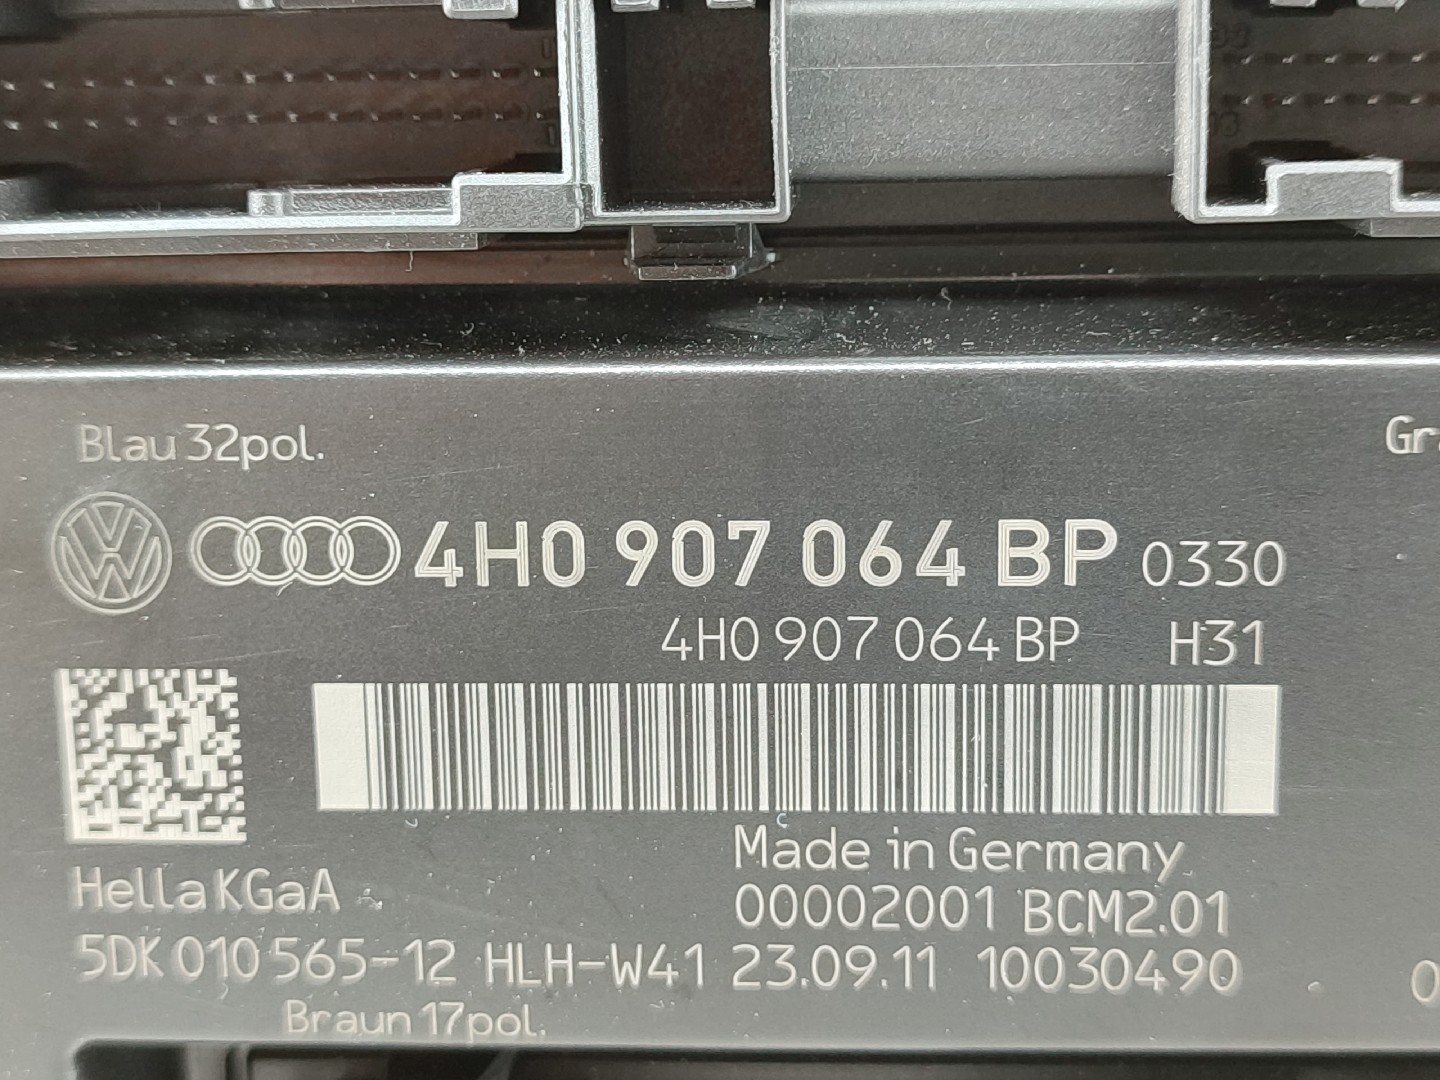 Blau 32pol.
4H0 907 064 BP 0330
4H0 907 064 BP H31
Made in Germany
Hella KGaA 00002001 BCM2.01
5DK 010 565-12 HLH-W41 23.09.11 10030490
Braun 17pol.